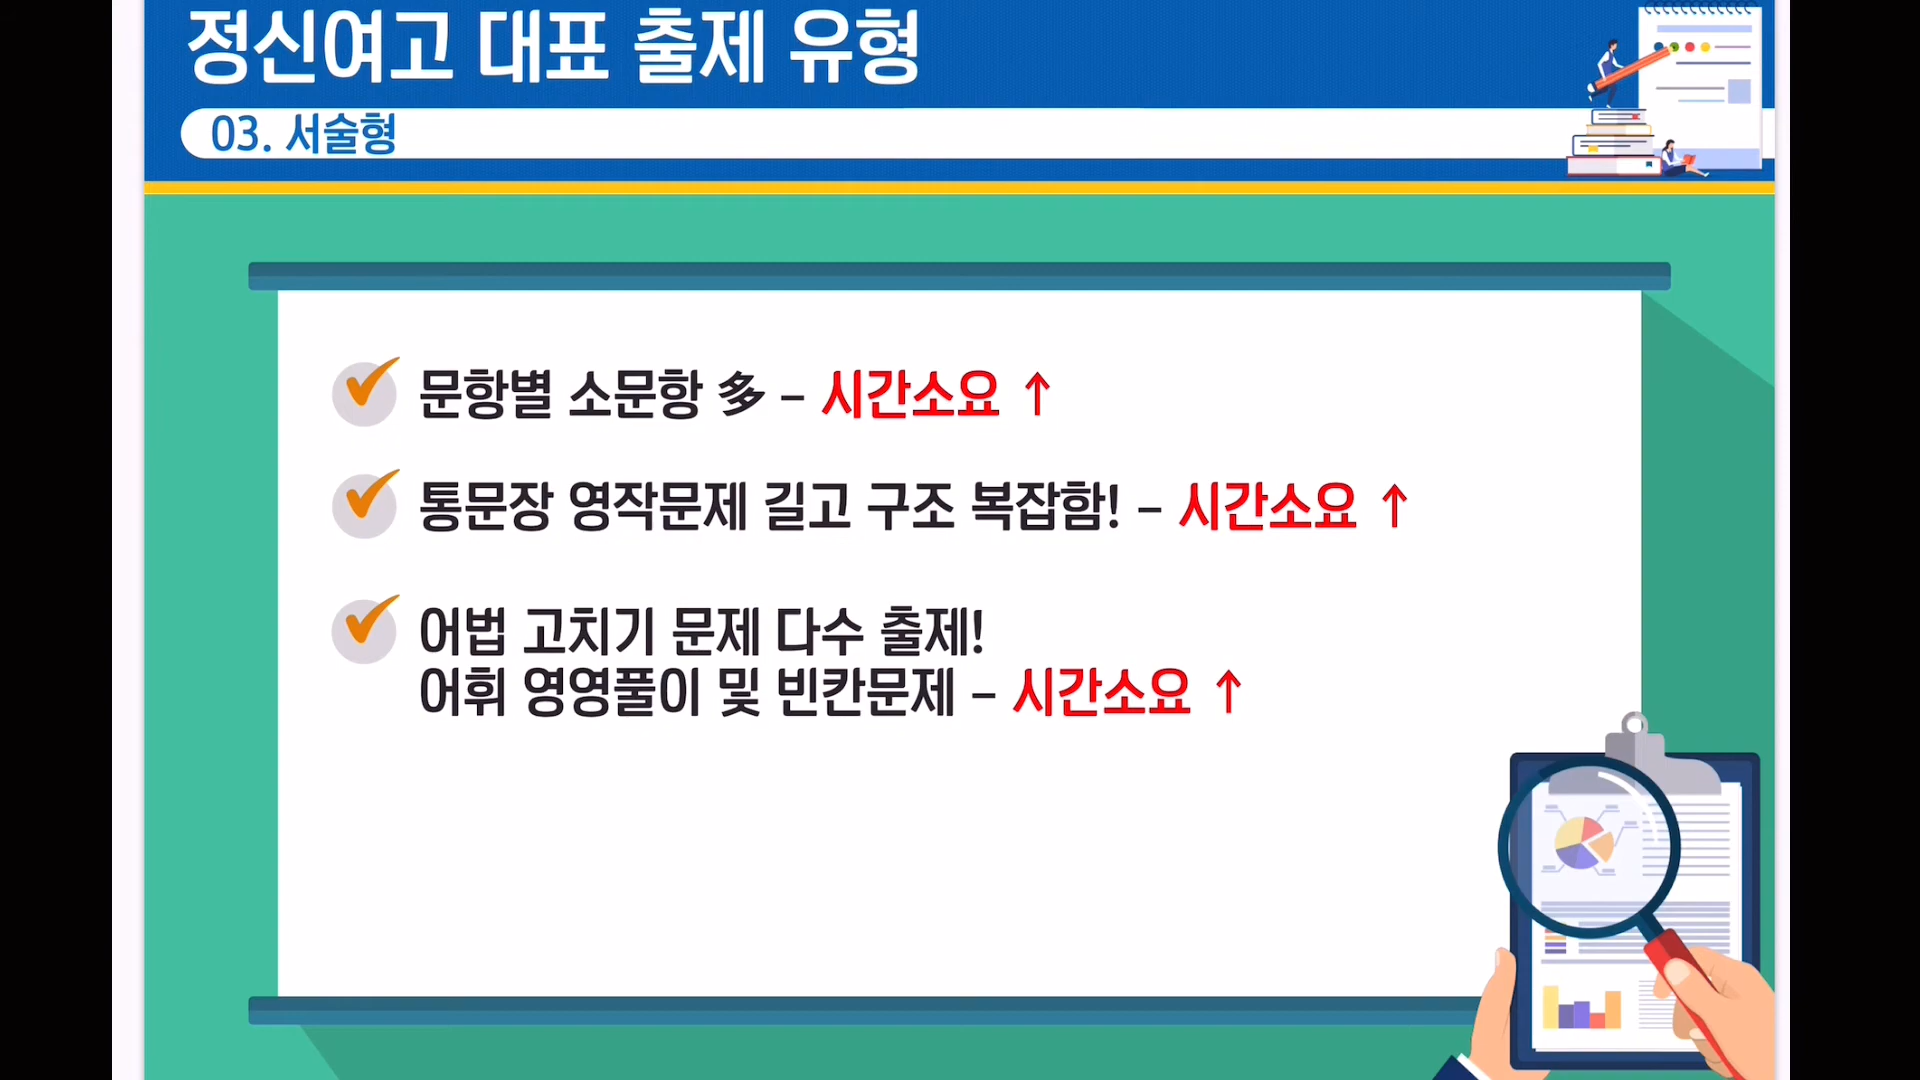 정신여고 대표 출제 유형
03. 서술형
문항별 소문항 多 – 시간소요 ↑
통문장 영작문제 길고 구조 복잡함! – 시간소요 ↑
어법 고치기 문제 다수 출제!
어휘 영영풀이 및 빈칸문제 – 시간소요 ↑